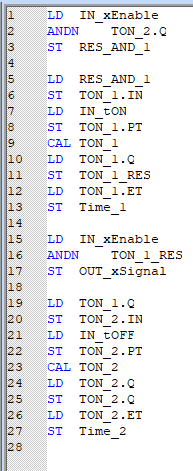 1 LD IN_xEnable
2 ANDN TON_2.Q
3 ST RES_AND_1
4
5 LD RES_AND_1
6 ST TON_1.IN
7 LD IN_tON
8 ST TON_1.PT
9 CAL TON_1
10 LD TON_1.Q
11 ST TON_1_RES
12 LD TON_1.ET
13 ST Time_1
14
15 LD IN_xEnable
16 ANDN TON_1_RES
17 ST OUT_xSignal
18
19 LD TON_1.Q
20 ST TON_2.IN
21 LD IN_tOFF
22 ST TON_2.PT
23 CAL TON_2
24 LD TON_2.Q
25 ST TON_2.Q
26 LD TON_2.ET
27 ST Time_2
28